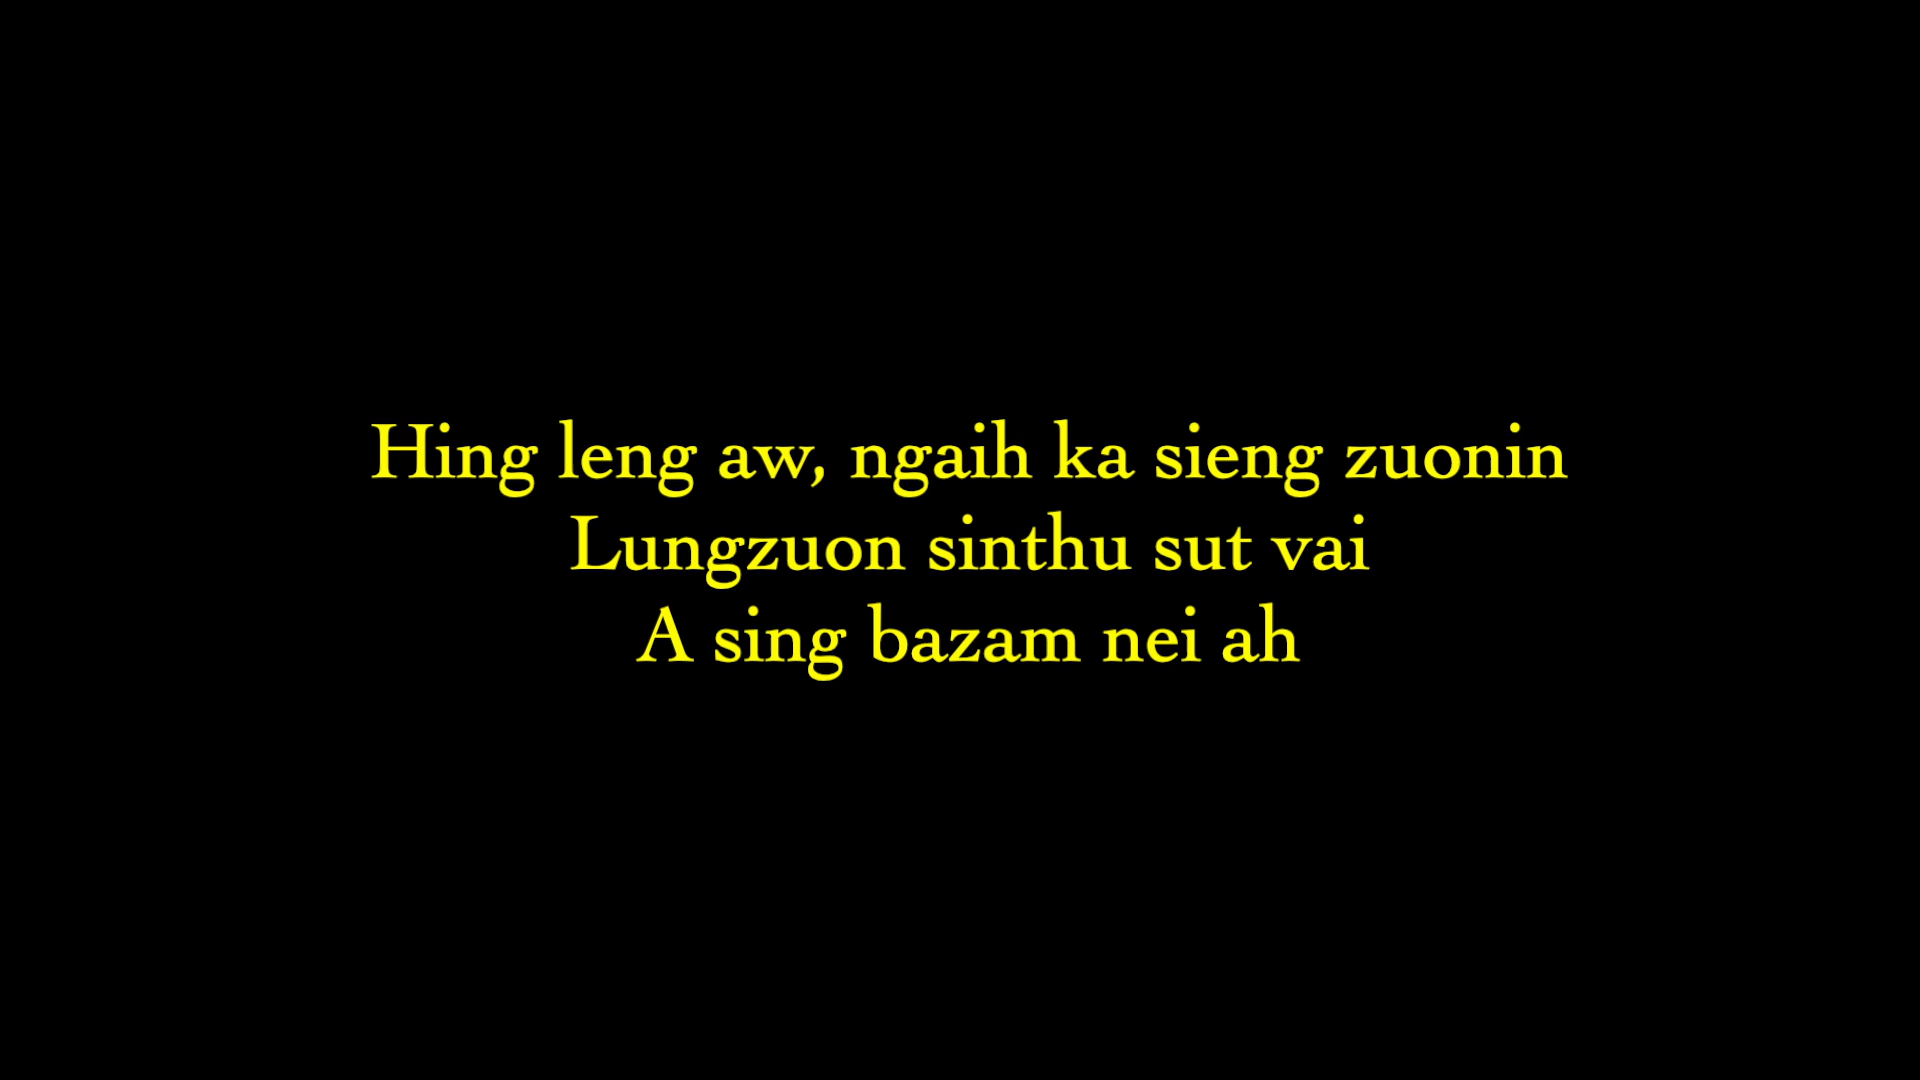 Hing leng aw, ngaih ka sieng zuonin
Lungzuon sinthu sut vai
A sing bazam nei ah